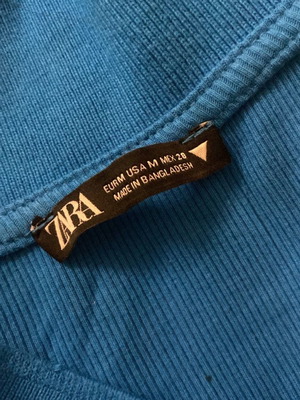 ZARA
EUR M USA M MEX 28
MADE IN BANGLADESH